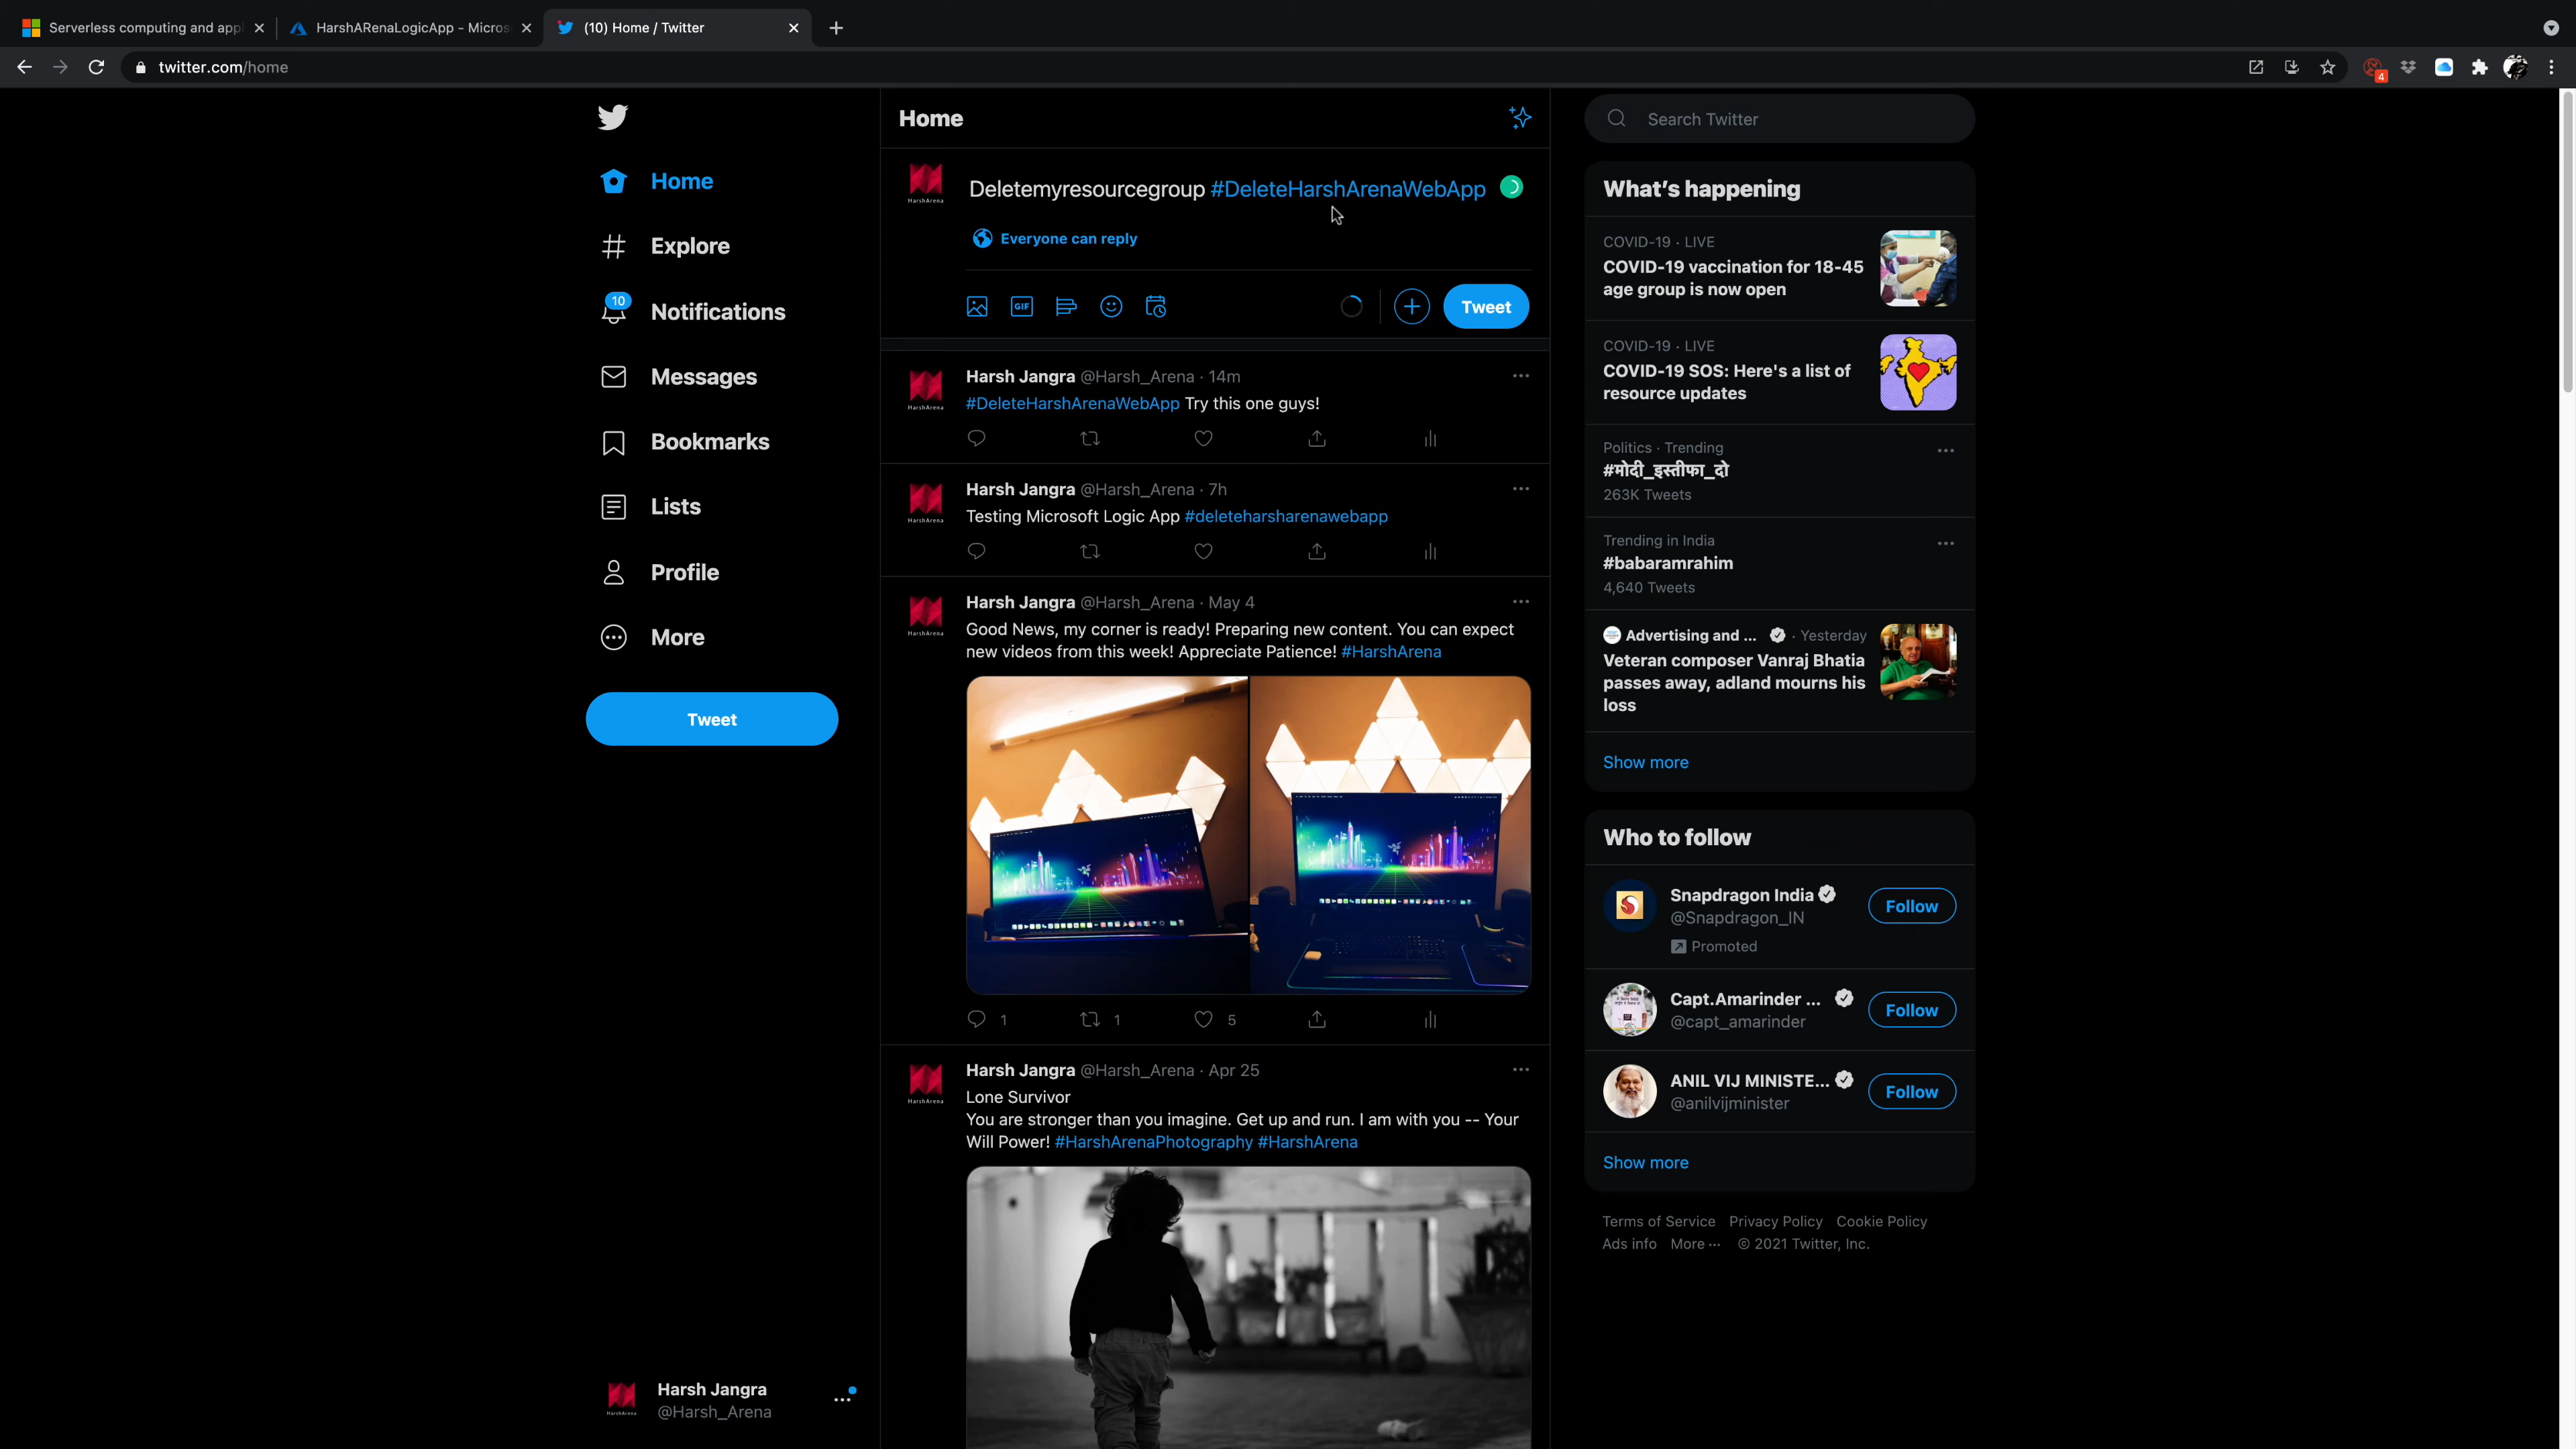 Serverless computing and app
HarshARenaLogicApp - Micros
(10) Home / Twitter
twitter.com/home
4
Home
Explore
10
Notifications
Messages
Bookmarks
Lists
Profile
More
Tweet
Harsh Jangra
@Harsh_Arena
Home
HarshArena
Deletemyresourcegroup #DeleteHarshArenaWebApp
Everyone can reply
GIF
Tweet
HarshArena
Harsh Jangra @Harsh_Arena · 14m
#DeleteHarshArenaWebApp Try this one guys!
HarshArena
Harsh Jangra @Harsh_Arena · 7h
Testing Microsoft Logic App #deleteharsharenawebapp
HarshArena
Harsh Jangra @Harsh_Arena · May 4
Good News, my corner is ready! Preparing new content. You can expect
new videos from this week! Appreciate Patience! #HarshArena
1 1 5
HarshArena
Harsh Jangra @Harsh_Arena · Apr 25
Lone Survivor
You are stronger than you imagine. Get up and run. I am with you -- Your
Will Power! #HarshArenaPhotography #HarshArena
Search Twitter
What's happening
COVID-19 · LIVE
COVID-19 vaccination for 18-45
age group is now open
COVID-19 · LIVE
COVID-19 SOS: Here's a list of
resource updates
Politics · Trending
#मोदी_इस्तीफा_दो
263K Tweets
Trending in India
#babaramrahim
4,640 Tweets
Advertising and ... · Yesterday
Veteran composer Vanraj Bhatia
passes away, adland mourns his
loss
Show more
Who to follow
Snapdragon India
@Snapdragon_IN
Promoted
Follow
Capt.Amarinder ...
@capt_amarinder
Follow
ANIL VIJ MINISTE...
@anilvijminister
Follow
Show more
Terms of Service Privacy Policy Cookie Policy
Ads info More ··· © 2021 Twitter, Inc.
HarshArena